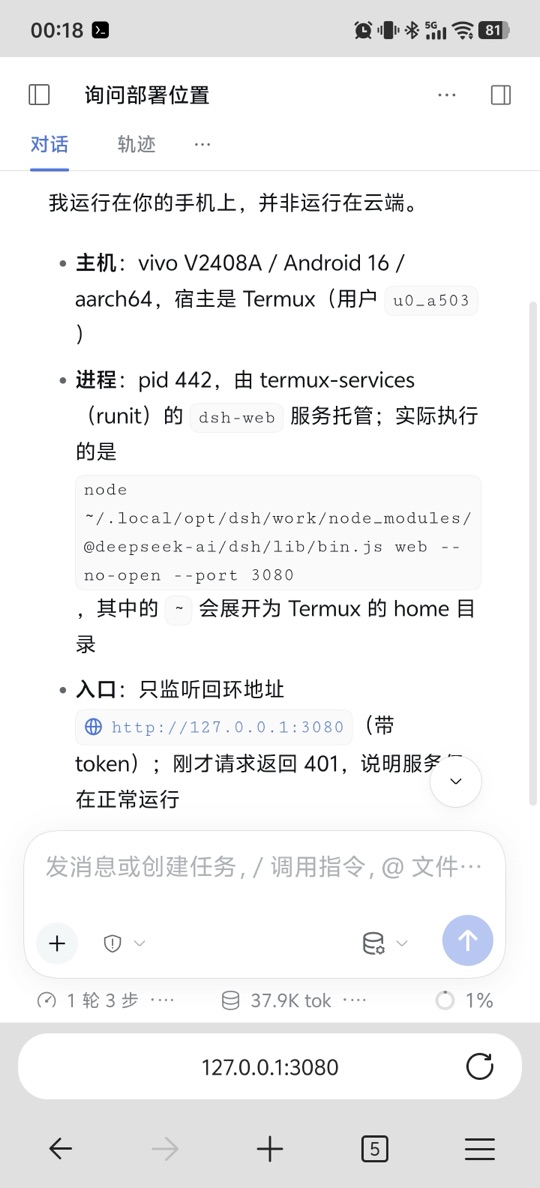 00:18
5G
81
询问部署位置
对话
轨迹
我运行在你的手机上，并非运行在云端。
主机：vivo V2408A / Android 16 /
aarch64，宿主是 Termux（用户 u0_a503
）
进程：pid 442，由 termux-services
（runit）的 dsh-web 服务托管；实际执行
的是
node
~/.local/opt/dsh/work/node_modules/
@deepseek-ai/dsh/lib/bin.js web --
no-open --port 3080
，其中的 ~ 会展开为 Termux 的 home 目
录
入口：只监听回环地址
http://127.0.0.1:3080（带
token）；刚才请求返回 401，说明服务
在正常运行
发消息或创建任务, / 调用指令, @ 文件…
1 轮 3 步 ····
37.9K tok ····
1%
127.0.0.1:3080
5